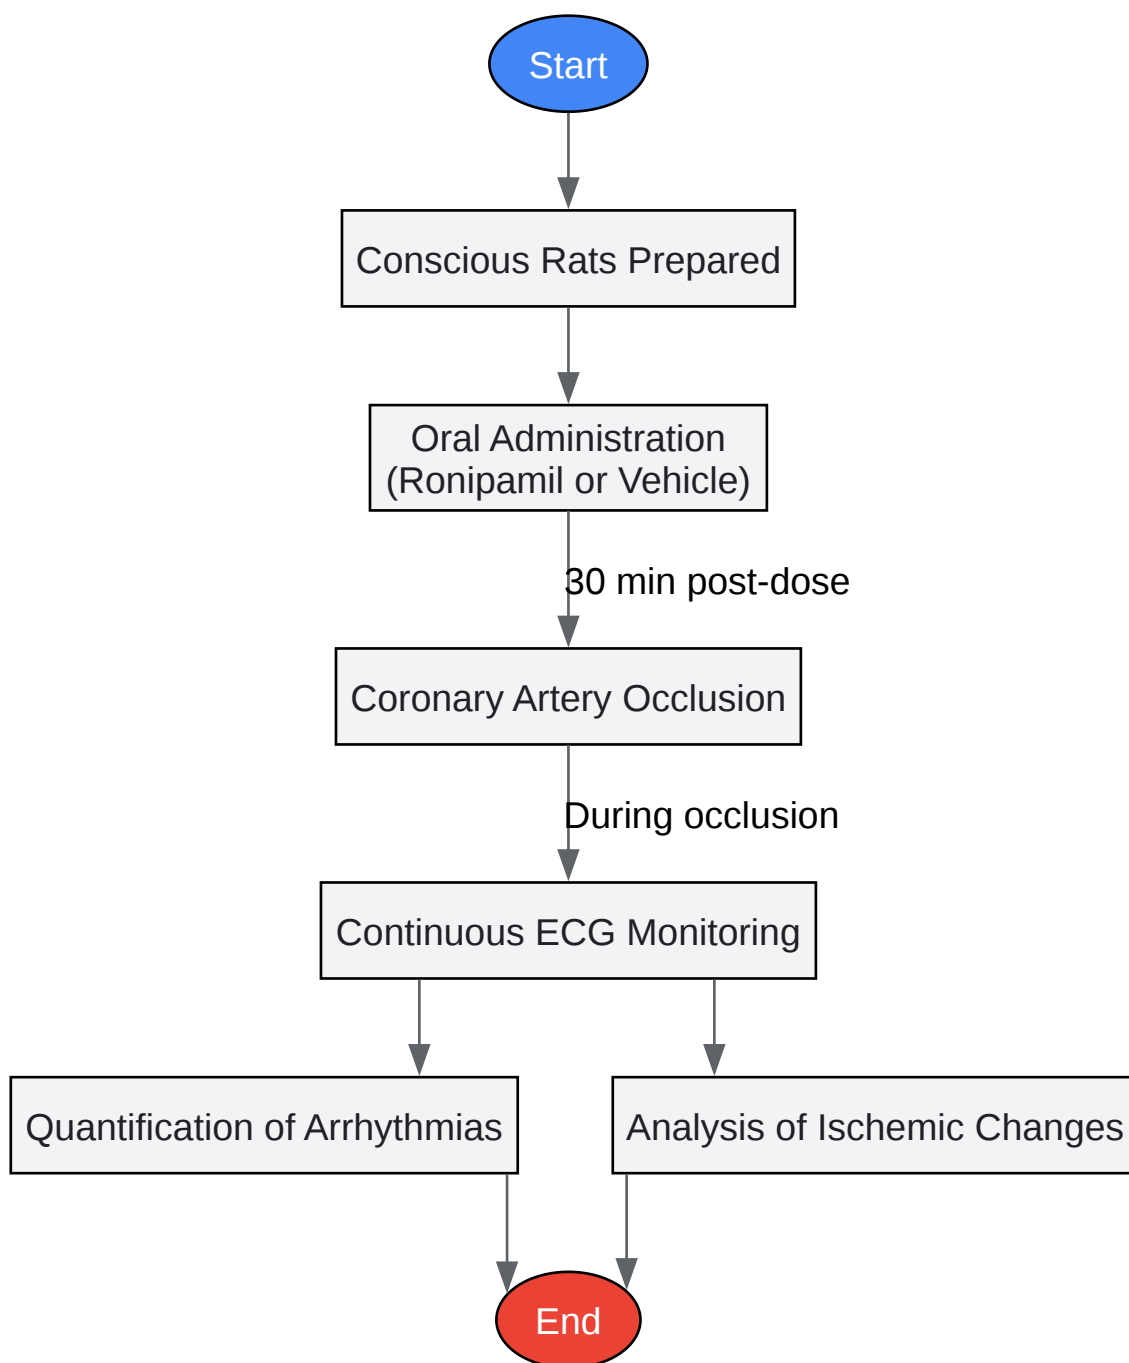 Start
Conscious Rats Prepared
Oral Administration
(Ronipamil or Vehicle)
30 min post-dose
Coronary Artery Occlusion
During occlusion
Continuous ECG Monitoring
Quantification of Arrhythmias
Analysis of Ischemic Changes
End